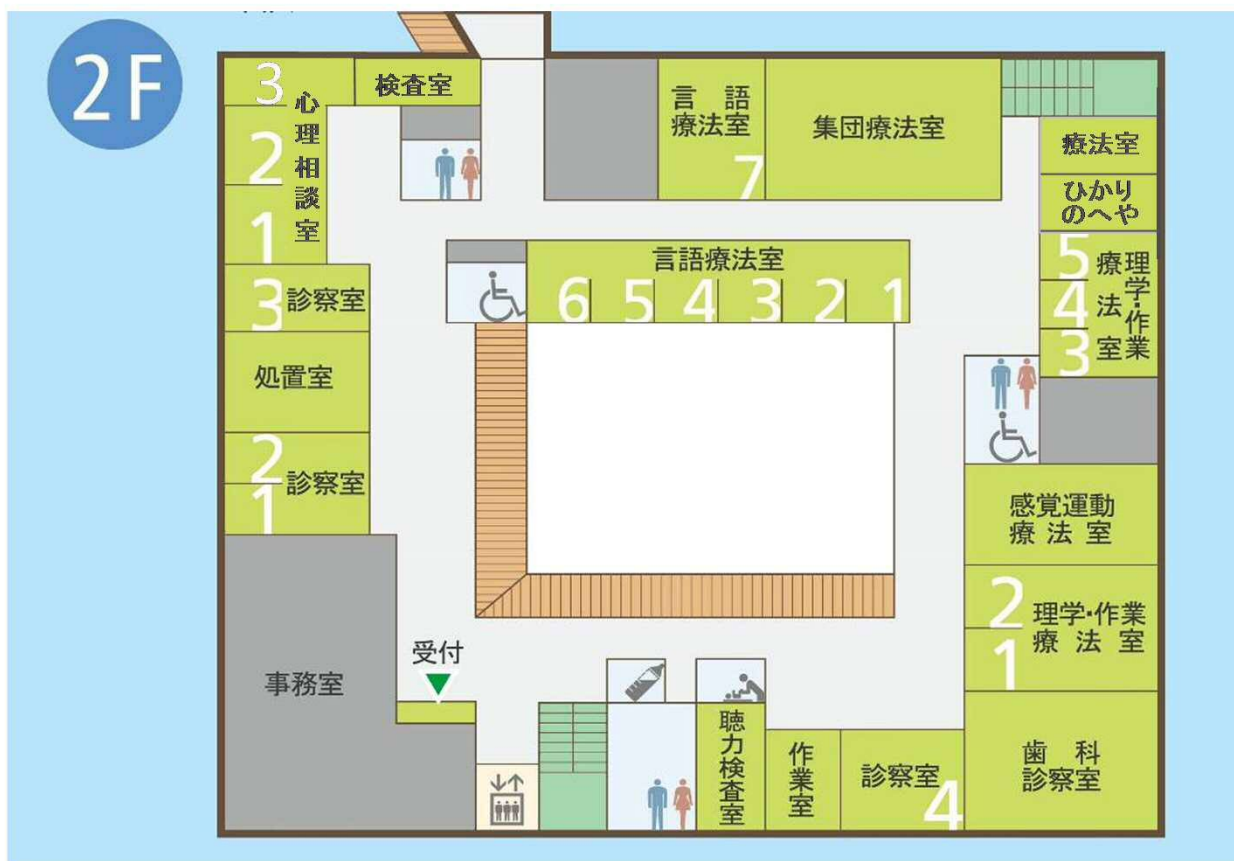 2F
3
心理相談室
2
1
検査室
言語
療法室
7
集団療法室
療法室
ひかり
のへや
5
4
3
理学・作業
療法室
言語療法室
6 5 4 3 2 1
3 診察室
処置室
2
1
診察室
感覚運動
療法室
2
1
理学・作業
療法室
事務室
受付
聴力検査室
作業室
診察室
4
歯科
診察室